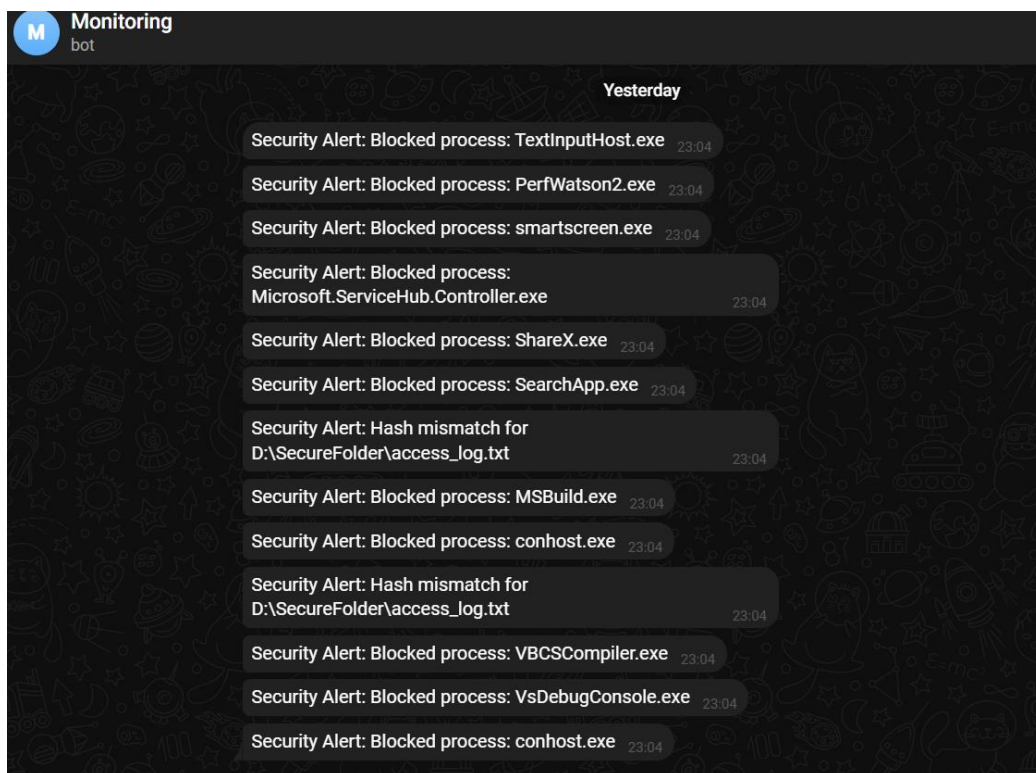 M
Monitoring
bot
Yesterday
Security Alert: Blocked process: TextInputHost.exe 23:04
Security Alert: Blocked process: PerfWatson2.exe 23:04
Security Alert: Blocked process: smartscreen.exe 23:04
Security Alert: Blocked process:
Microsoft.ServiceHub.Controller.exe 23:04
Security Alert: Blocked process: ShareX.exe 23:04
Security Alert: Blocked process: SearchApp.exe 23:04
Security Alert: Hash mismatch for
D:\SecureFolder\access_log.txt 23:04
Security Alert: Blocked process: MSBuild.exe 23:04
Security Alert: Blocked process: conhost.exe 23:04
Security Alert: Hash mismatch for
D:\SecureFolder\access_log.txt 23:04
Security Alert: Blocked process: VBCSCompiler.exe 23:04
Security Alert: Blocked process: VsDebugConsole.exe 23:04
Security Alert: Blocked process: conhost.exe 23:04